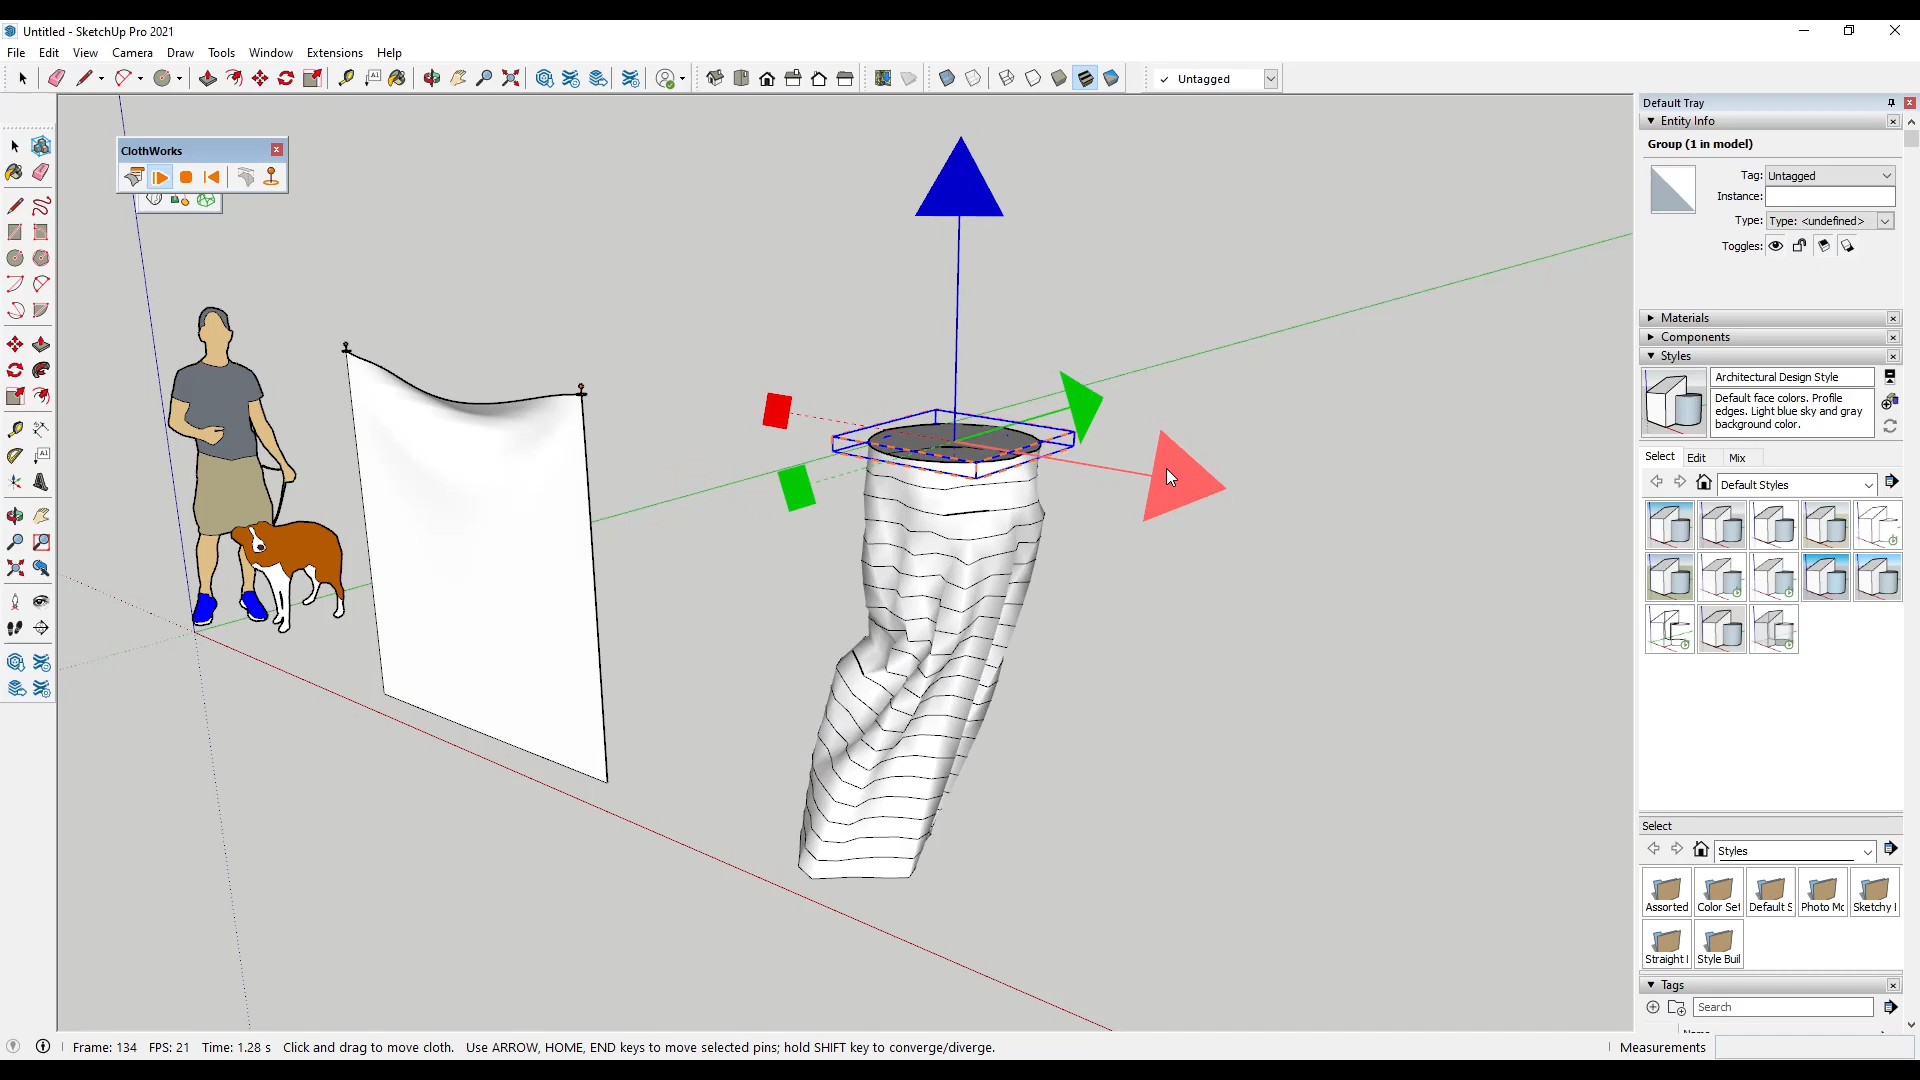 Untitled - SketchUp Pro 2021
File Edit View Camera Draw Tools Window Extensions Help
A1
Untagged
Default Tray
Entity Info
Group (1 in model)
Tag: Untagged
Instance:
Type: Type: <undefined>
Toggles:
ClothWorks
Materials
Components
Styles
Architectural Design Style
Default face colors. Profile
edges. Light blue sky and gray
background color.
A1
Select Edit Mix
Default Styles
Select
Styles
Assorted Color Set Default S Photo Mo Sketchy I
Straight I Style Buil
Tags
Search
Frame: 134 FPS: 21 Time: 1.28 s Click and drag to move cloth. Use ARROW, HOME, END keys to move selected pins; hold SHIFT key to converge/diverge.
Measurements